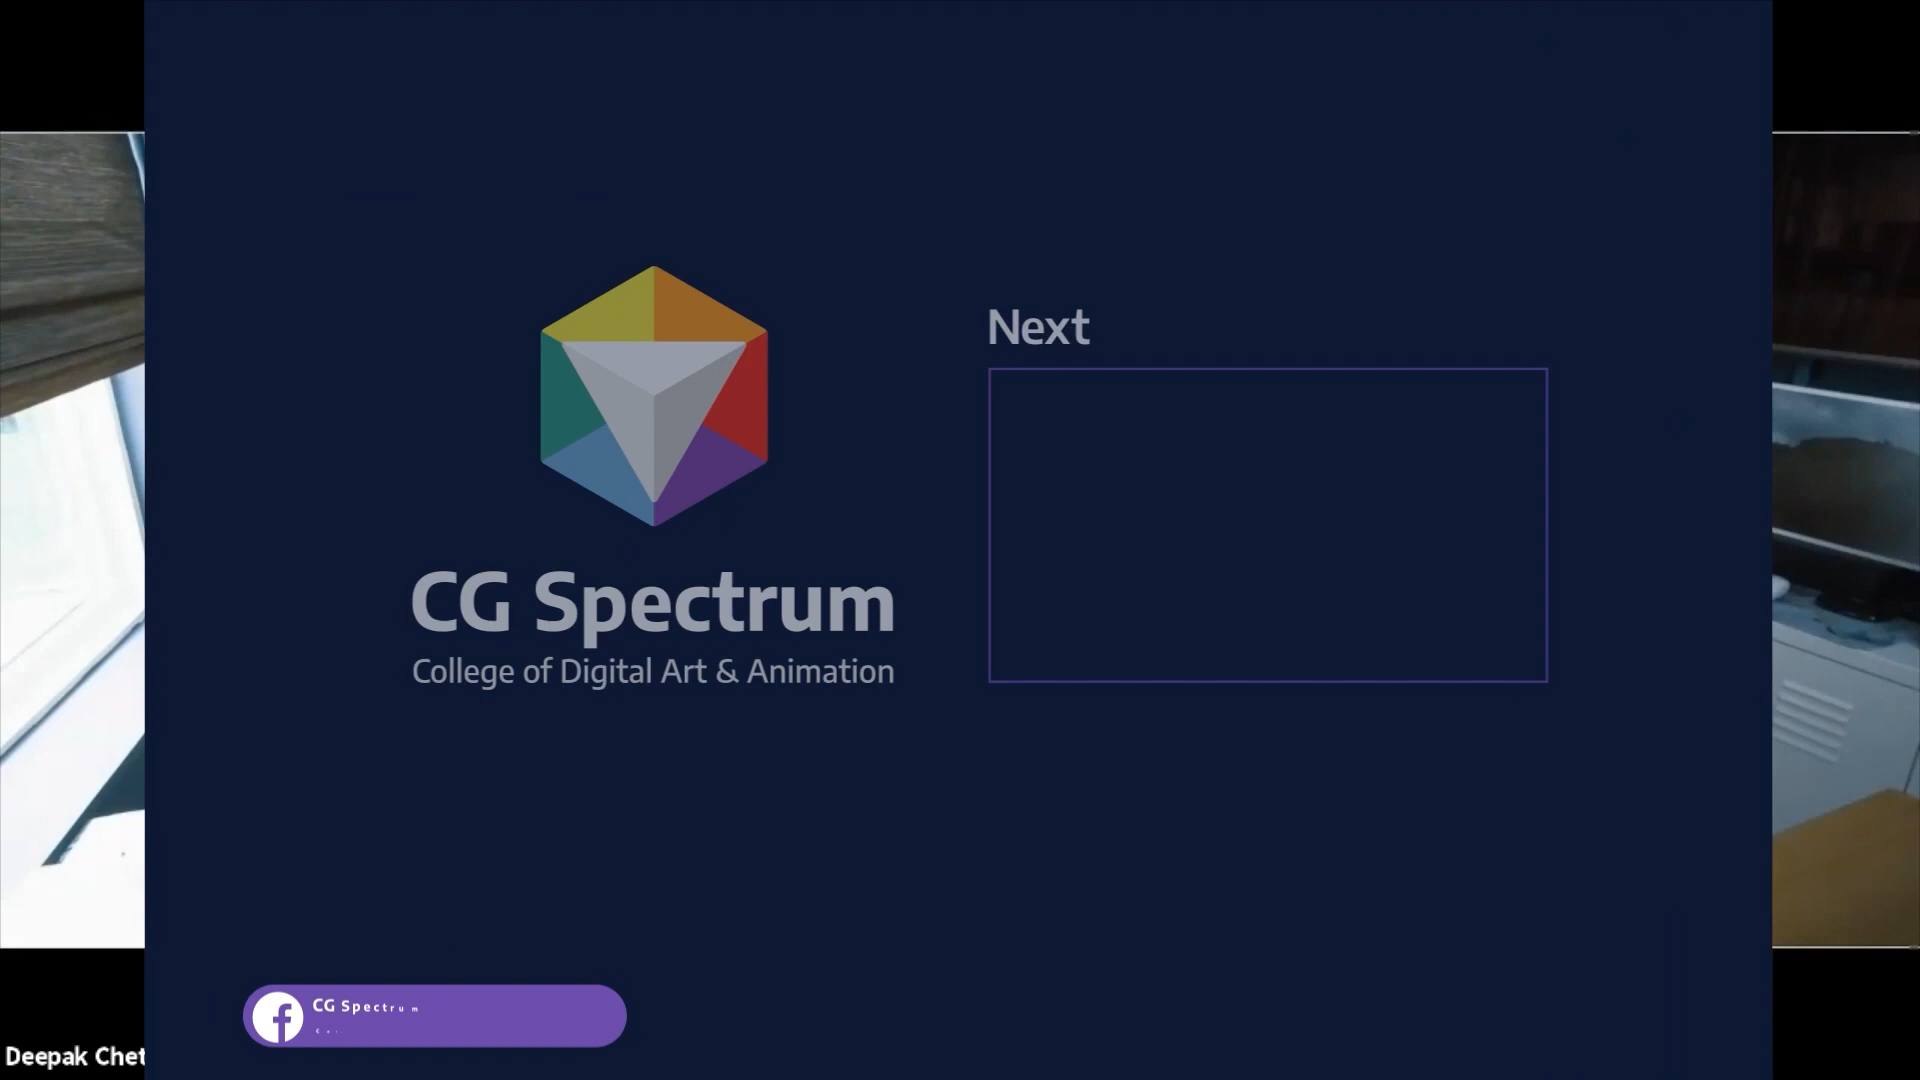 Next
CG Spectrum
College of Digital Art & Animation
CG Spectrum
Deepak Chet